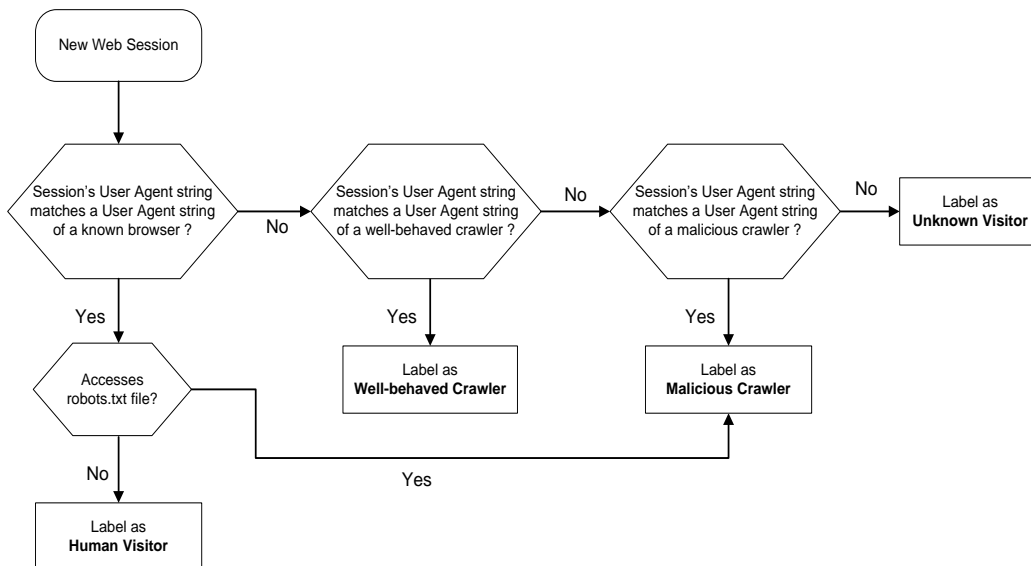 New Web Session
Session's User Agent string
matches a User Agent string
of a known browser ?
No
Session's User Agent string
matches a User Agent string
of a well-behaved crawler ?
No
Session's User Agent string
matches a User Agent string
of a malicious crawler ?
No
Label as
Unknown Visitor
Yes
Yes
Yes
Accesses
robots.txt file?
Label as
Well-behaved Crawler
Label as
Malicious Crawler
No
Yes
Label as
Human Visitor